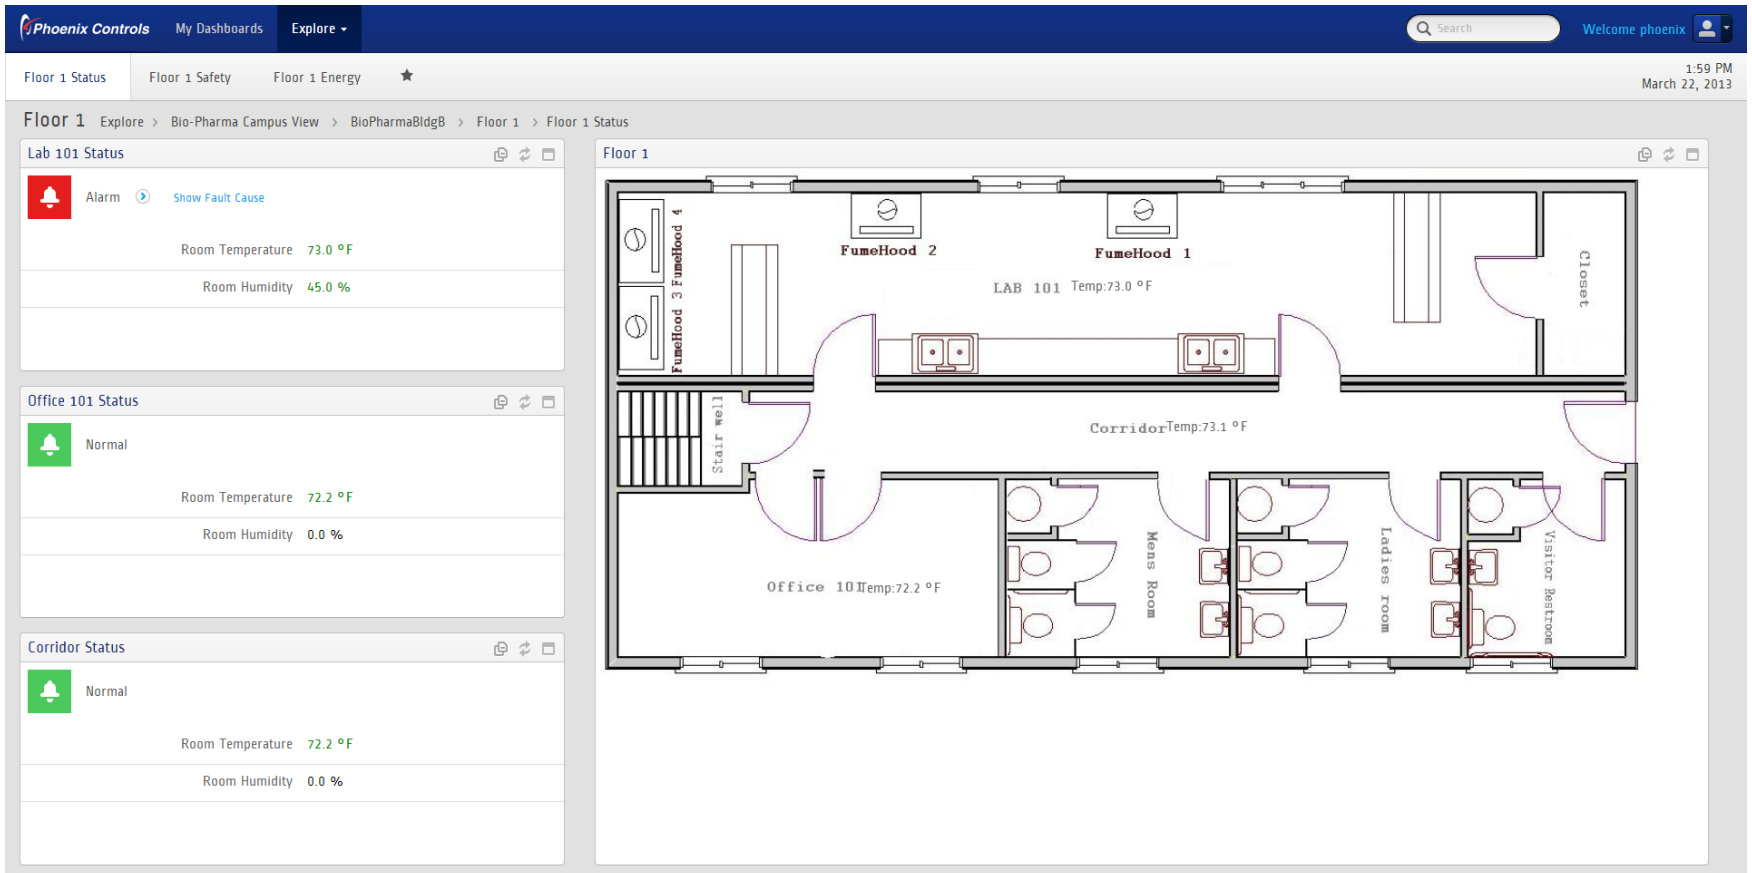 Phoenix Controls My Dashboards Explore Search Welcome phoenix
Floor 1 Status Floor 1 Safety Floor 1 Energy
1:59 PM
March 22, 2013
Floor 1 Explore > Bio-Pharma Campus View > BioPharmaBldgB > Floor 1 > Floor 1 Status
Lab 101 Status
Alarm Show Fault Cause
Room Temperature 73.0 °F
Room Humidity 45.0 %
Office 101 Status
Normal
Room Temperature 72.2 °F
Room Humidity 0.0 %
Corridor Status
Normal
Room Temperature 72.2 °F
Room Humidity 0.0 %
Floor 1
FumeHood 4
FumeHood 3
FumeHood 2
FumeHood 1
LAB 101 Temp:73.0 °F
Closet
Stair well
Corridor Temp:73.1 °F
Office 101 Temp:72.2 °F
Mens Room
Ladies room
Visitor Restroom